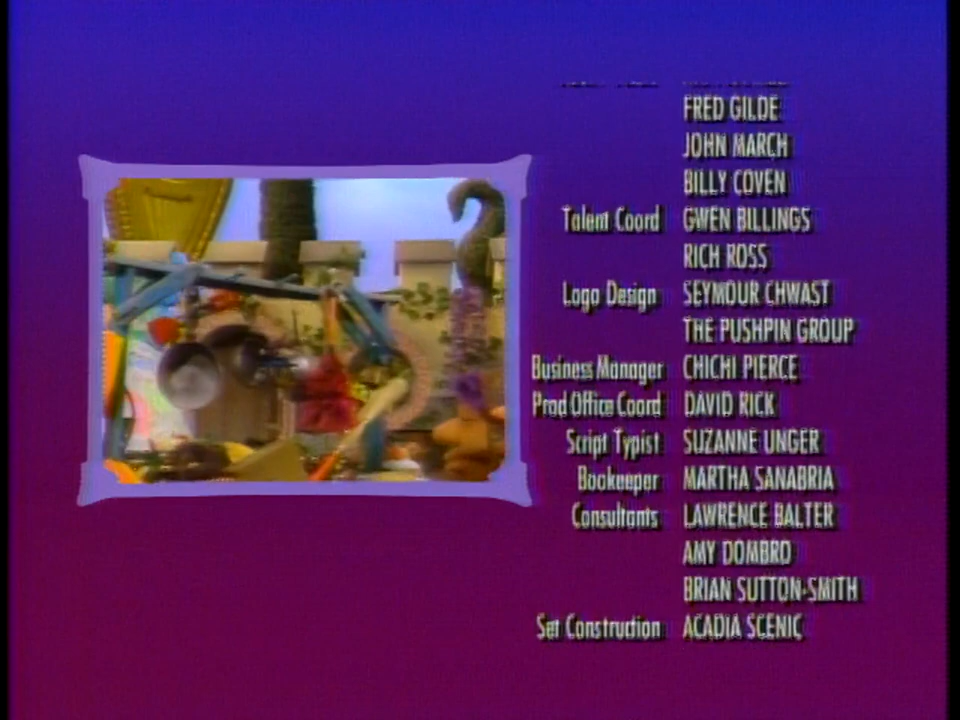 FRED GILDE
JOHN MARCH
BILLY COVEN
Talent Coord GWEN BILLINGS
RICH ROSS
Logo Design SEYMOUR CHWAST
THE PUSHPIN GROUP
Business Manager CHICHI PIERCE
Prod Office Coord DAVID RICK
Script Typist SUZANNE UNGER
Bookeeper MARTHA SANABRIA
Consultants LAWRENCE BALTER
AMY DOMBRO
BRIAN SUTTON-SMITH
Set Construction ACADIA SCENIC